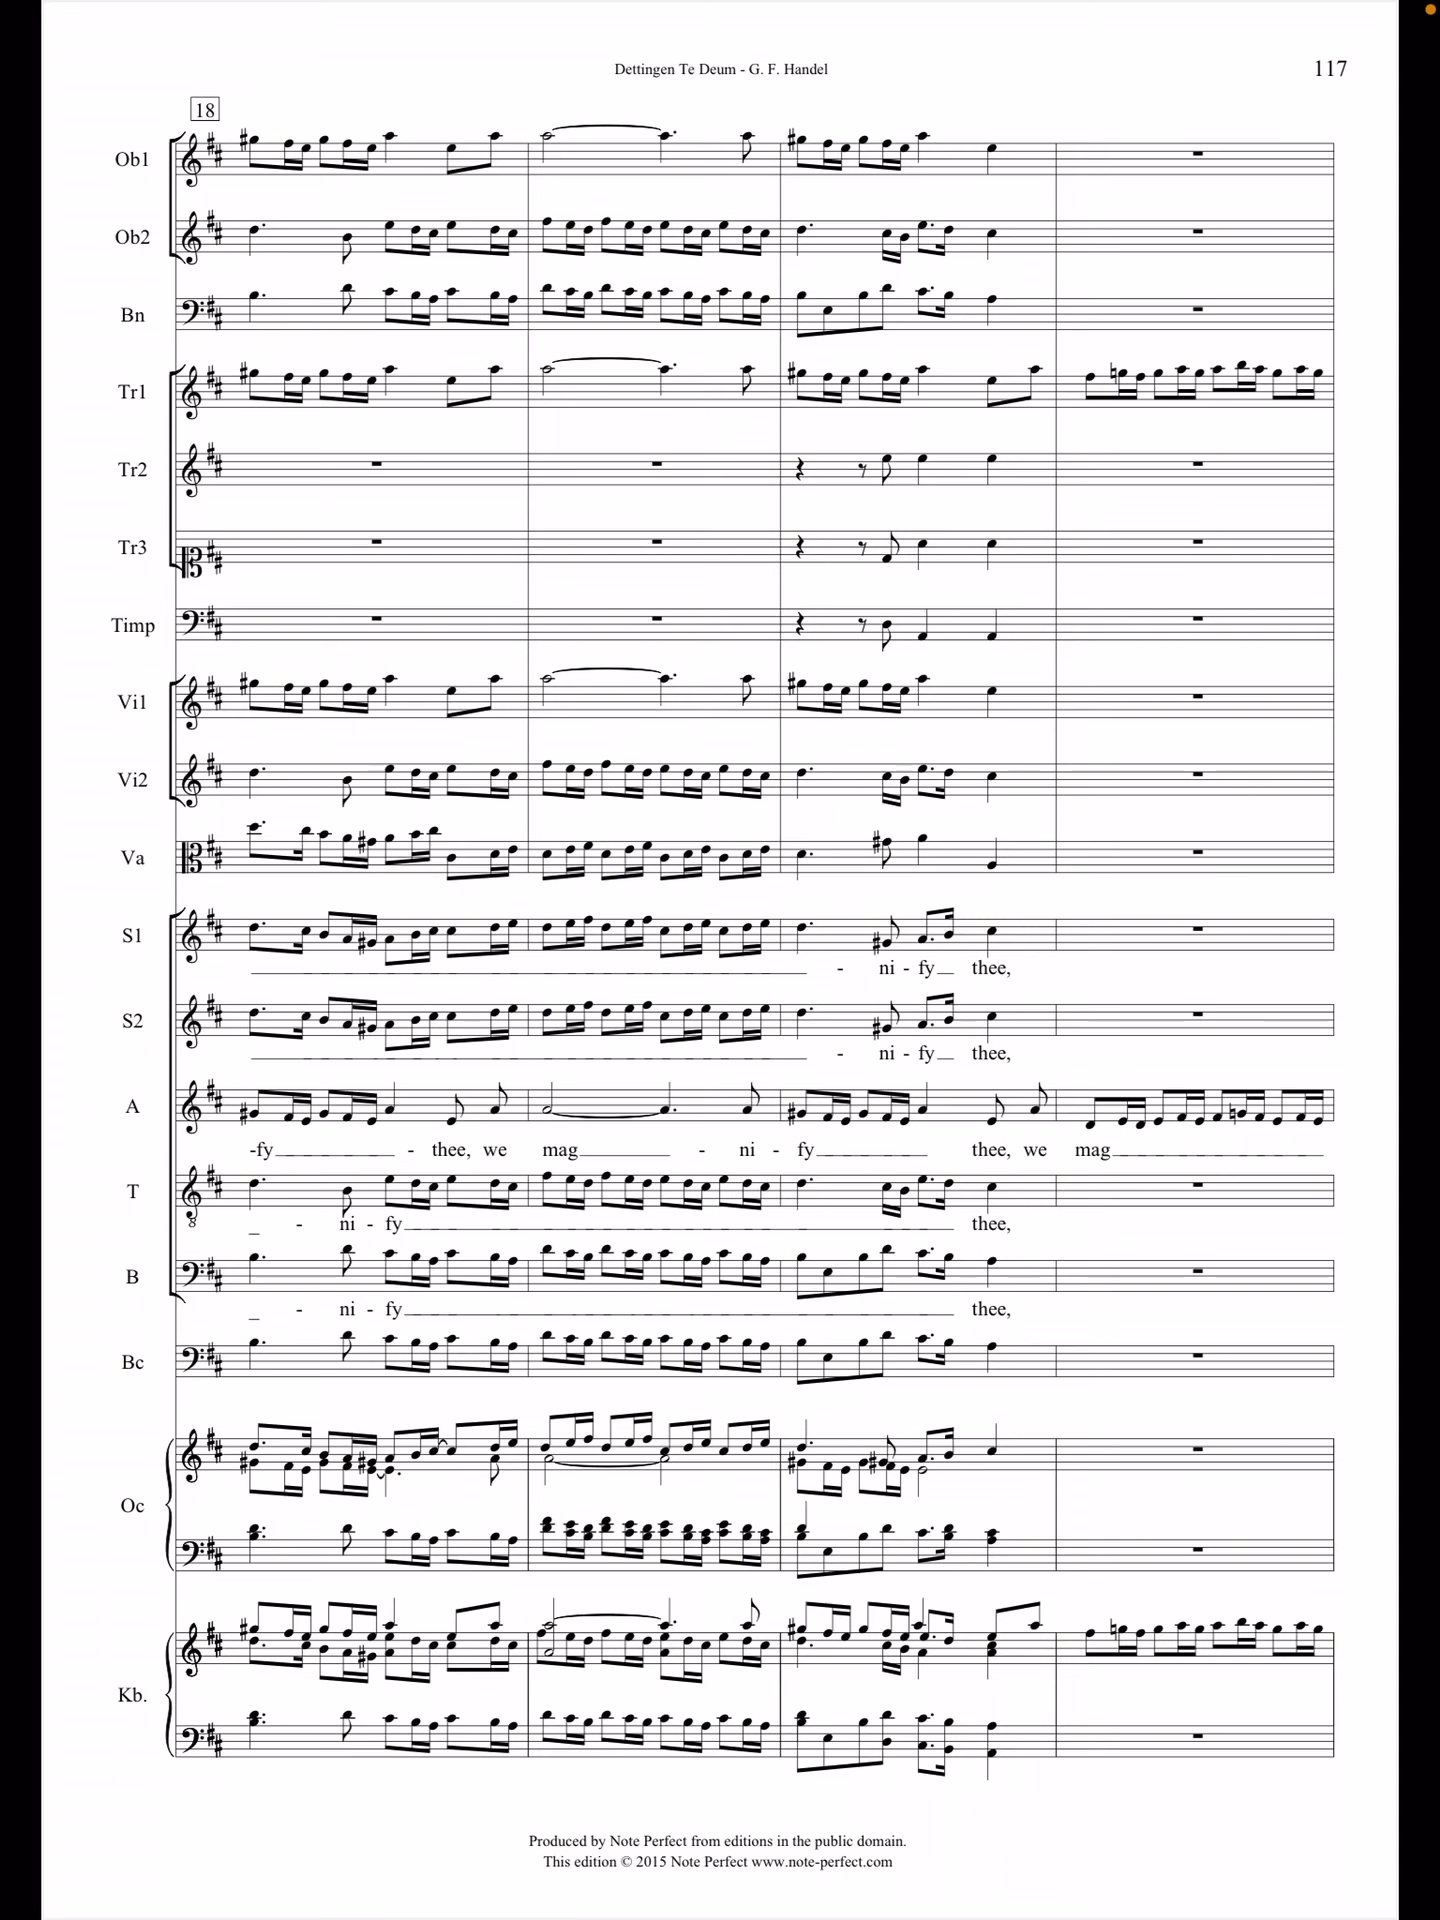 Dettingen Te Deum - G. F. Handel
117
18
Ob1
Ob2
Bn
Tr1
Tr2
Tr3
Timp
Vi1
Vi2
Va
S1
- ni - fy thee,
S2
- ni - fy thee,
A
-fy - thee, we mag - ni - fy thee, we mag
T
- ni - fy thee,
B
- ni - fy thee,
Bc
Oc
Kb.
Produced by Note Perfect from editions in the public domain.
This edition © 2015 Note Perfect www.note-perfect.com